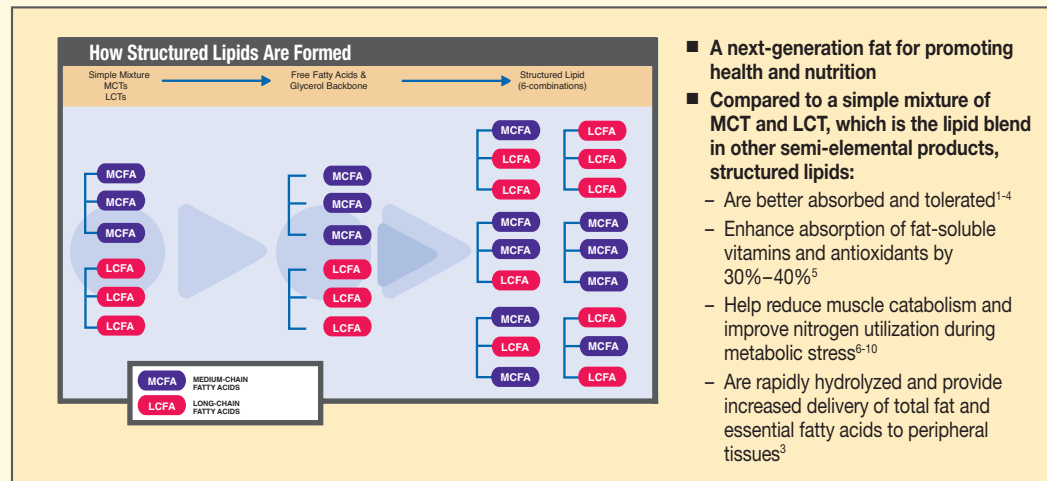 How Structured Lipids Are Formed
Simple Mixture
MCTs
LCTs
Free Fatty Acids &
Glycerol Backbone
Structured Lipid
(6-combinations)
MCFA
MCFA
MCFA
LCFA
LCFA
LCFA
MCFA
MCFA
MCFA
LCFA
LCFA
LCFA
MCFA
LCFA
LCFA
LCFA
LCFA
LCFA
MCFA
MCFA
LCFA
MCFA
MCFA
MCFA
MCFA
LCFA
MCFA
LCFA
MCFA
LCFA
MCFA MEDIUM-CHAIN
FATTY ACIDS
LCFA LONG-CHAIN
FATTY ACIDS
■ A next-generation fat for promoting
health and nutrition
■ Compared to a simple mixture of
MCT and LCT, which is the lipid blend
in other semi-elemental products,
structured lipids:
– Are better absorbed and tolerated1-4
– Enhance absorption of fat-soluble
vitamins and antioxidants by
30%–40%5
– Help reduce muscle catabolism and
improve nitrogen utilization during
metabolic stress6-10
– Are rapidly hydrolyzed and provide
increased delivery of total fat and
essential fatty acids to peripheral
tissues3